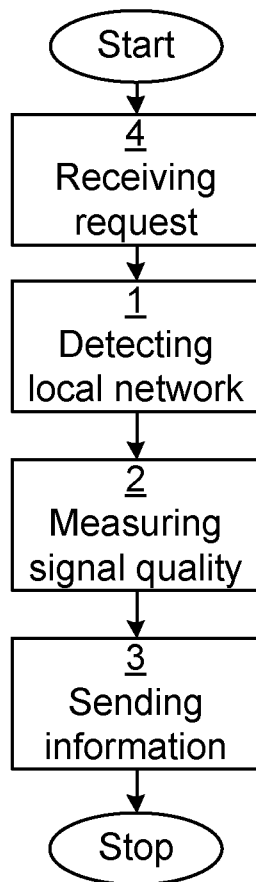 Start
4
Receiving
request
1
Detecting
local network
2
Measuring
signal quality
3
Sending
information
Stop